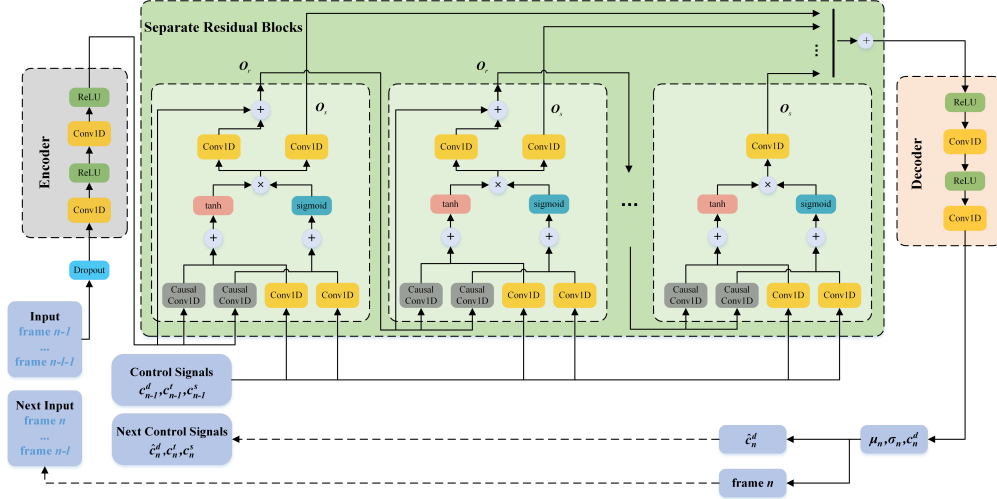 Separate Residual Blocks
Encoder
ReLU
Conv1D
ReLU
Conv1D
Dropout
Input
frame n-1
...
frame n-l-1
Next Input
frame n
...
frame n-l
O_r
+
O_s
Conv1D
Conv1D
×
tanh
sigmoid
+
+
Causal
Conv1D
Causal
Conv1D
Conv1D
Conv1D
O_r
+
O_s
Conv1D
Conv1D
×
tanh
sigmoid
+
+
Causal
Conv1D
Causal
Conv1D
Conv1D
Conv1D
...
...
+
O_s
Conv1D
×
tanh
sigmoid
+
+
Causal
Conv1D
Causal
Conv1D
Conv1D
Conv1D
Decoder
ReLU
Conv1D
ReLU
Conv1D
Control Signals
c^d_{n-1},c^t_{n-1},c^s_{n-1}
Next Control Signals
ĉ^d_n,c^t_n,c^s_n
ĉ^d_n
μ_n,σ_n,c^d_n
frame n